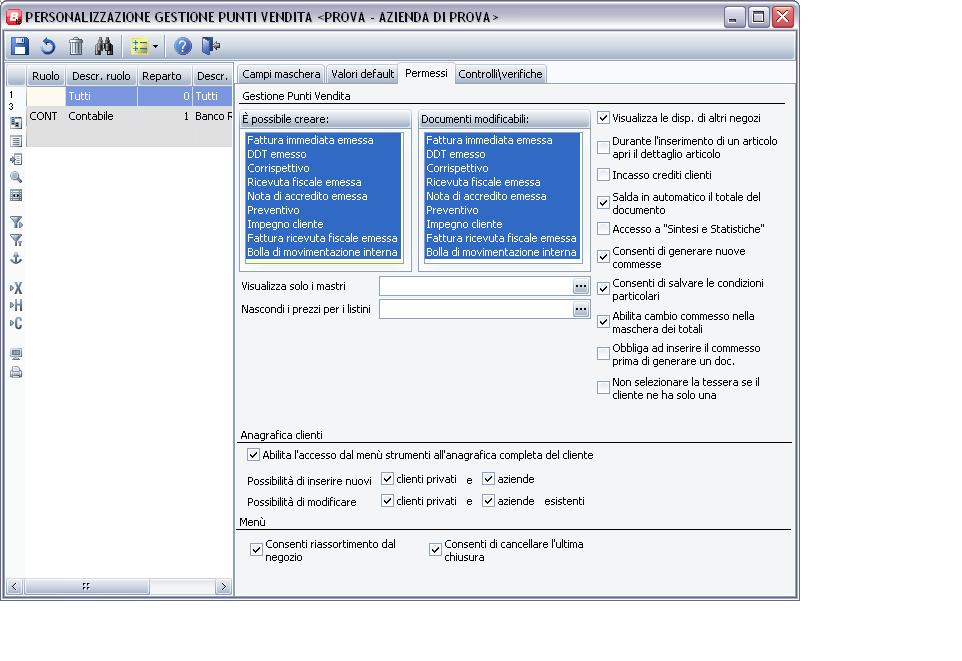 PERSONALIZZAZIONE GESTIONE PUNTI VENDITA <PROVA - AZIENDA DI PROVA>
Ruolo Descr. ruolo Reparto Descr.
Tutti 0 Tutti
CONT Contabile 1 Banco R
1
3
X
H
C
Campi maschera Valori default Permessi Controlli\verifiche
Gestione Punti Vendita
È possibile creare:
Fattura immediata emessa
DDT emesso
Corrispettivo
Ricevuta fiscale emessa
Nota di accredito emessa
Preventivo
Impegno cliente
Fattura ricevuta fiscale emessa
Bolla di movimentazione interna
Documenti modificabili:
Fattura immediata emessa
DDT emesso
Corrispettivo
Ricevuta fiscale emessa
Nota di accredito emessa
Preventivo
Impegno cliente
Fattura ricevuta fiscale emessa
Bolla di movimentazione interna
Visualizza solo i mastri
Nascondi i prezzi per i listini
Visualizza le disp. di altri negozi
Durante l'inserimento di un articolo
apri il dettaglio articolo
Incasso crediti clienti
Salda in automatico il totale del
documento
Accesso a "Sintesi e Statistiche"
Consenti di generare nuove
commesse
Consenti di salvare le condizioni
particolari
Abilita cambio commesso nella
maschera dei totali
Obbliga ad inserire il commesso
prima di generare un doc.
Non selezionare la tessera se il
cliente ne ha solo una
Anagrafica clienti
Abilita l'accesso dal menù strumenti all'anagrafica completa del cliente
Possibilità di inserire nuovi clienti privati e aziende
Possibilità di modificare clienti privati e aziende esistenti
Menù
Consenti riassortimento dal
negozio
Consenti di cancellare l'ultima
chiusura